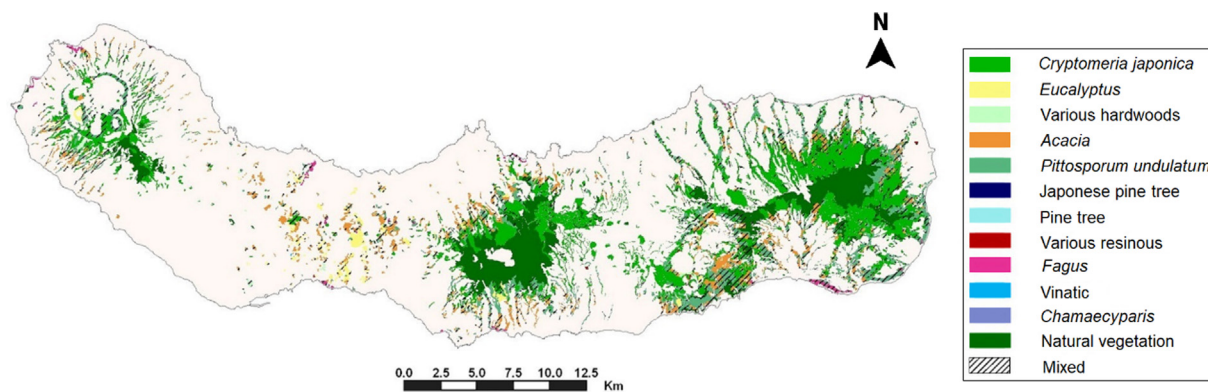 N
Cryptomeria japonica
Eucalyptus
Various hardwoods
Acacia
Pittosporum undulatum
Japonese pine tree
Pine tree
Various resinous
Fagus
Vinatic
Chamaecyparis
Natural vegetation
Mixed
0.0 2.5 5.0 7.5 10.0 12.5
Km